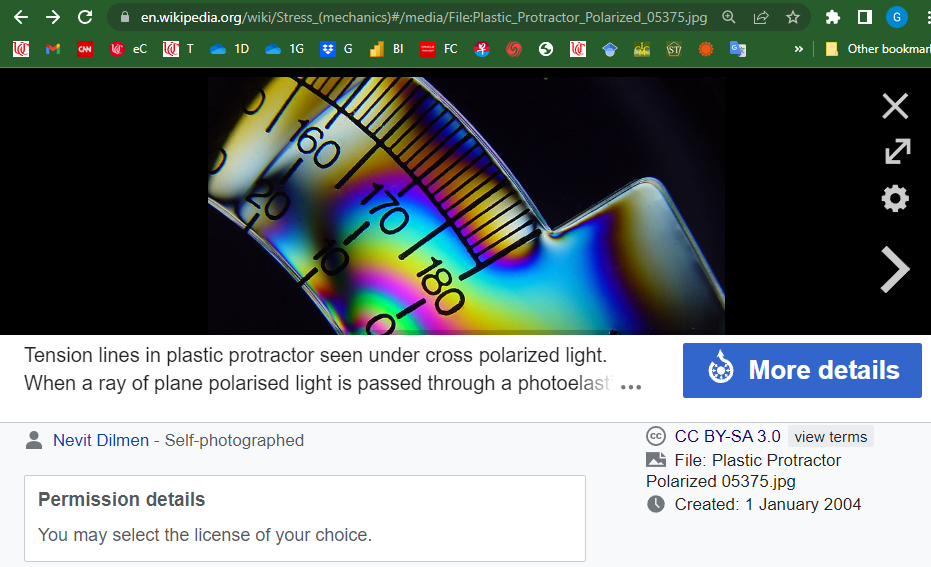 en.wikipedia.org/wiki/Stress_(mechanics)#/media/File:Plastic_Protractor_Polarized_05375.jpg
G
CNN eC T 1D 1G G BI FC ST » Other bookmar
160
170
180
20
10
0
Tension lines in plastic protractor seen under cross polarized light.
When a ray of plane polarised light is passed through a photoelast ...
More details
Nevit Dilmen - Self-photographed
CC BY-SA 3.0 view terms
File: Plastic Protractor
Polarized 05375.jpg
Created: 1 January 2004
Permission details
You may select the license of your choice.